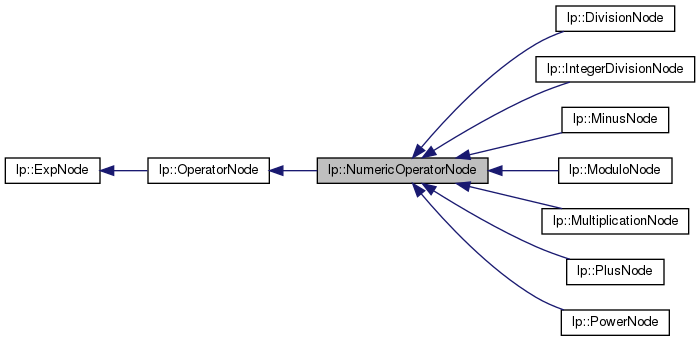 lp::DivisionNode
lp::IntegerDivisionNode
lp::MinusNode
lp::ExpNode
lp::OperatorNode
lp::NumericOperatorNode
lp::ModuloNode
lp::MultiplicationNode
lp::PlusNode
lp::PowerNode